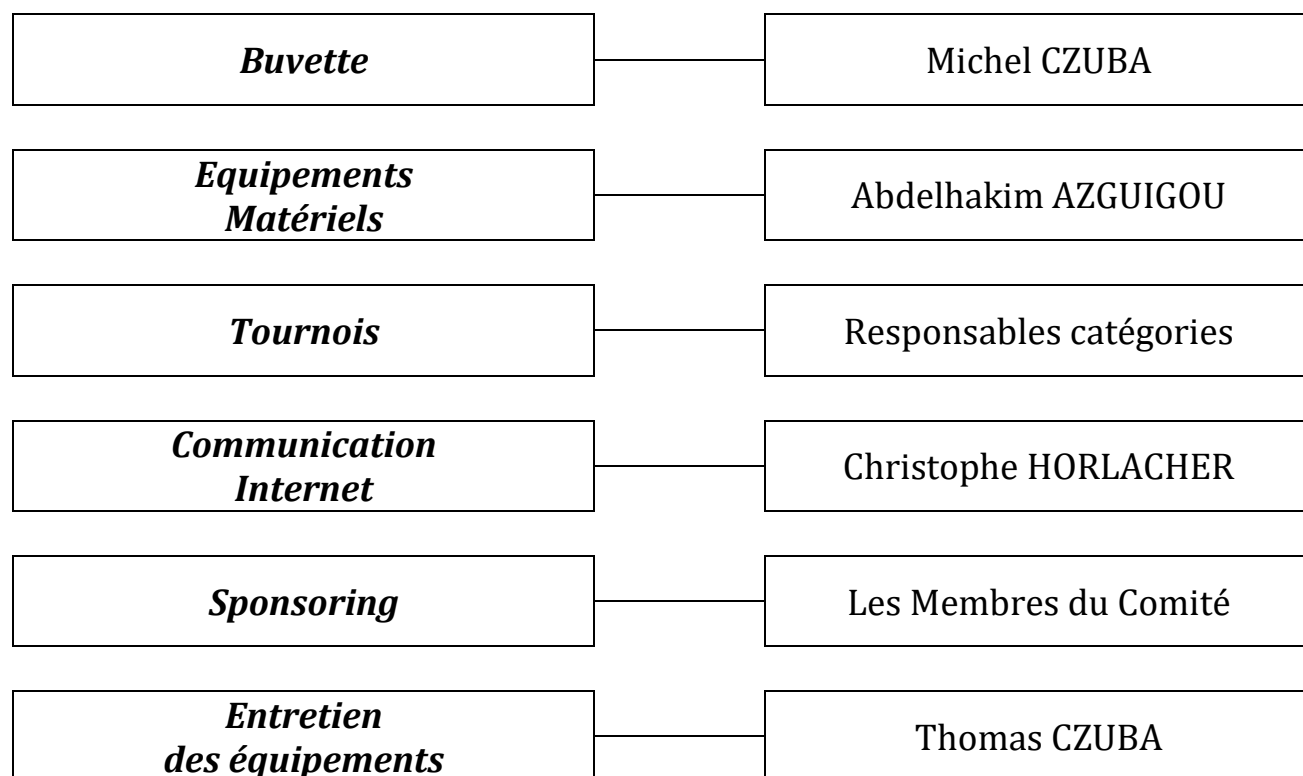 Buvette
Michel CZUBA
Equipements
Matériels
Abdelhakim AZGUIGOU
Tournois
Responsables catégories
Communication
Internet
Christophe HORLACHER
Sponsoring
Les Membres du Comité
Entretien
des équipements
Thomas CZUBA